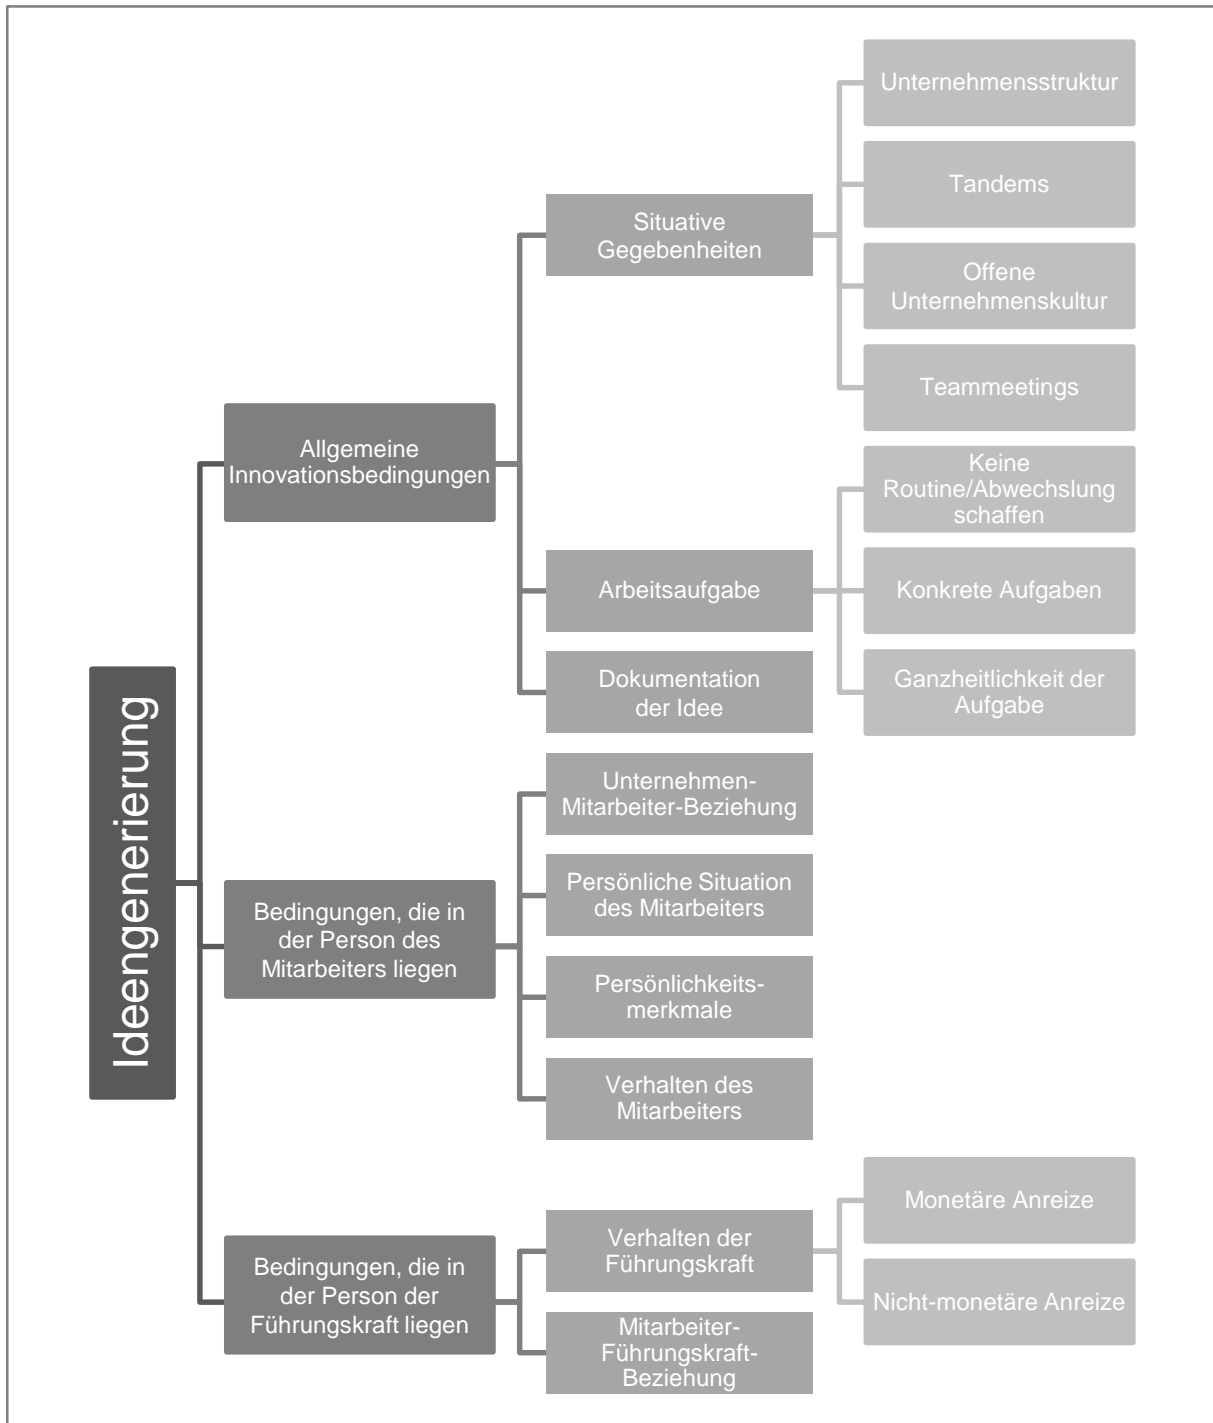 Ideengenerierung
Allgemeine
Innovationsbedingungen
Situative
Gegebenheiten
Unternehmensstruktur
Tandems
Offene
Unternehmenskultur
Teammeetings
Arbeitsaufgabe
Keine
Routine/Abwechslung
schaffen
Konkrete Aufgaben
Ganzheitlichkeit der
Aufgabe
Dokumentation
der Idee
Bedingungen, die in
der Person des
Mitarbeiters liegen
Unternehmen-
Mitarbeiter-Beziehung
Persönliche Situation
des Mitarbeiters
Persönlichkeits-
merkmale
Verhalten des
Mitarbeiters
Bedingungen, die in
der Person der
Führungskraft liegen
Verhalten der
Führungskraft
Monetäre Anreize
Nicht-monetäre Anreize
Mitarbeiter-
Führungskraft-
Beziehung